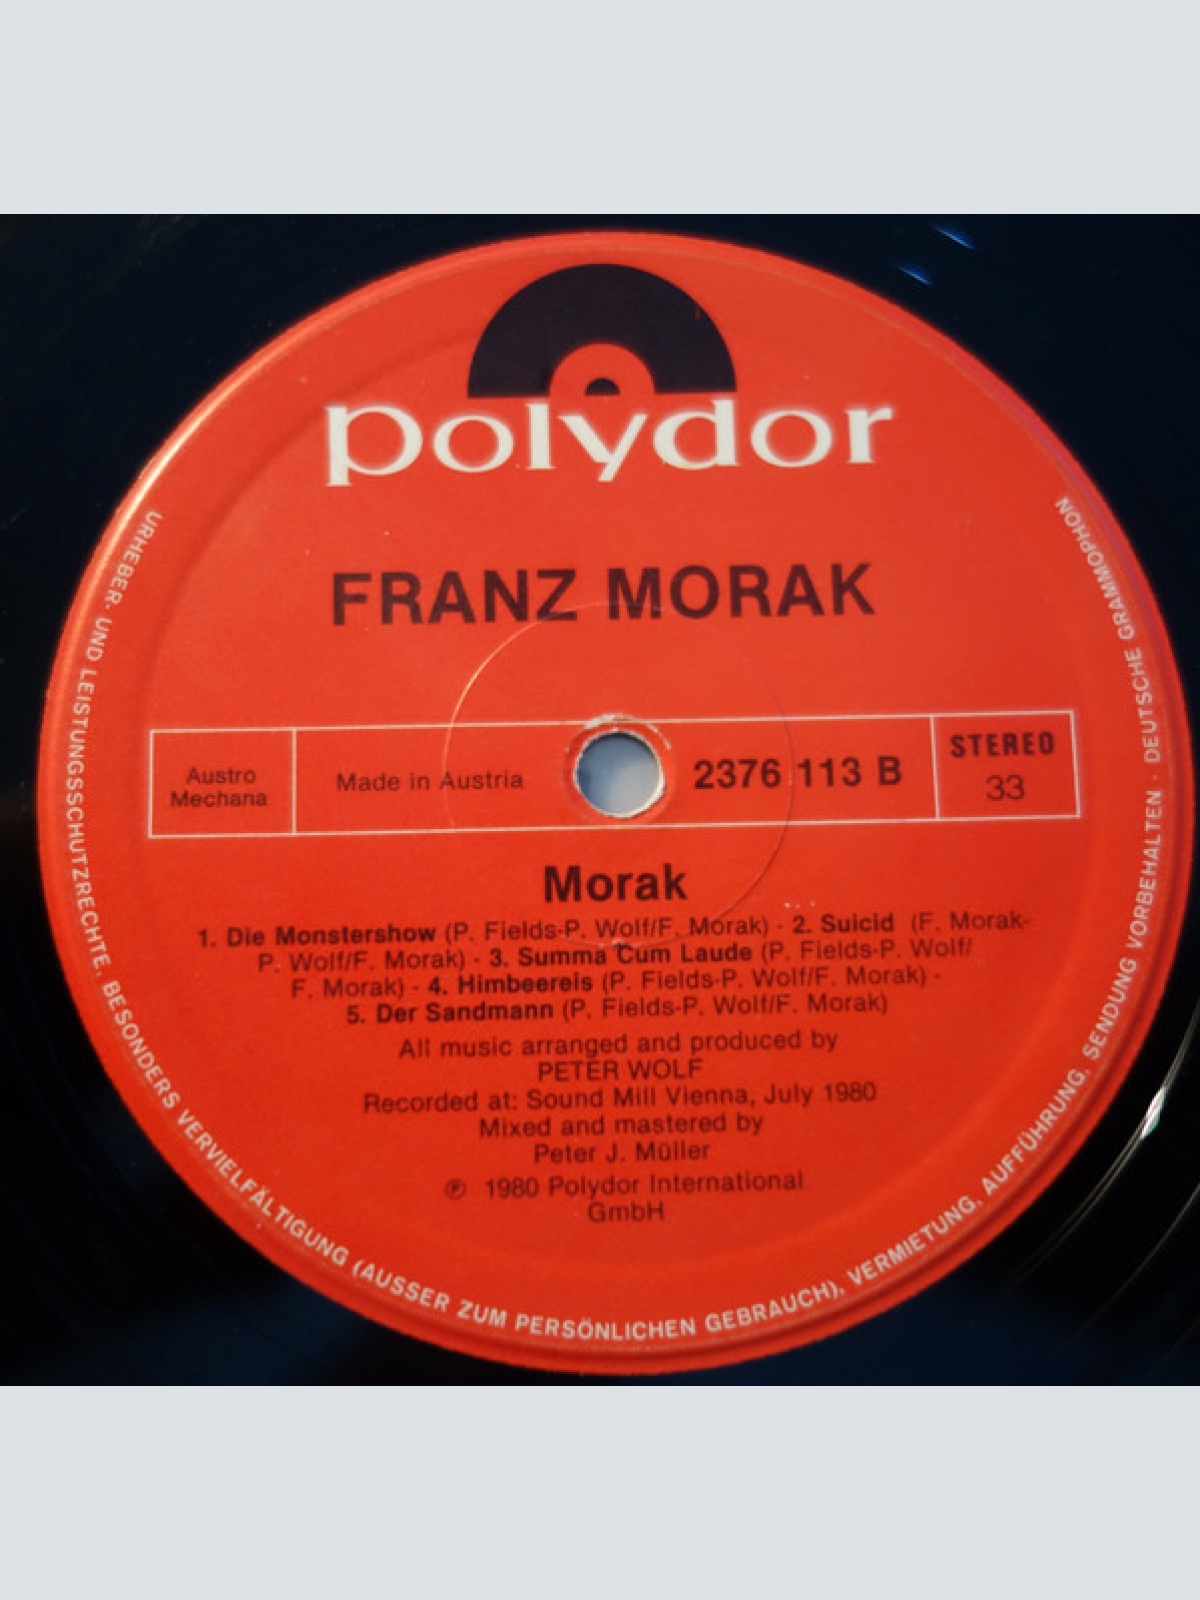 polydor
FRANZ MORAK
Austro
Mechana
Made in Austria
2376 113 B
STEREO
33
Morak
1. Die Monstershow (P. Fields-P. Wolf/F. Morak) - 2. Suicid (F. Morak-
P. Wolf/F. Morak) - 3. Summa Cum Laude (P. Fields-P. Wolf/
F. Morak) - 4. Himbeereis (P. Fields-P. Wolf/F. Morak) -
5. Der Sandmann (P. Fields-P. Wolf/F. Morak)
All music arranged and produced by
PETER WOLF
Recorded at: Sound Mill Vienna, July 1980
Mixed and mastered by
Peter J. Müller
℗ 1980 Polydor International
GmbH
URHEBER- UND LEISTUNGSSCHUTZRECHTE, BESONDERS VERVIELFÄLTIGUNG (AUSSER ZUM PERSÖNLICHEN GEBRAUCH), VERMIETUNG, AUFFÜHRUNG, SENDUNG VORBEHALTEN · DEUTSCHE GRAMMOPHON